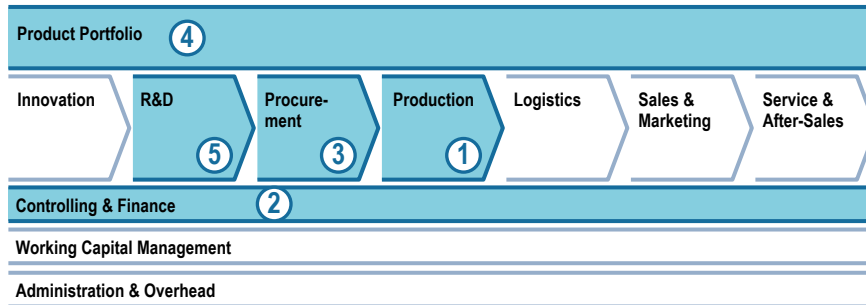 Product Portfolio 4
Innovation
R&D
Procure-
ment
Production
Logistics
Sales &
Marketing
Service &
After-Sales
5
3
1
Controlling & Finance 2
Working Capital Management
Administration & Overhead